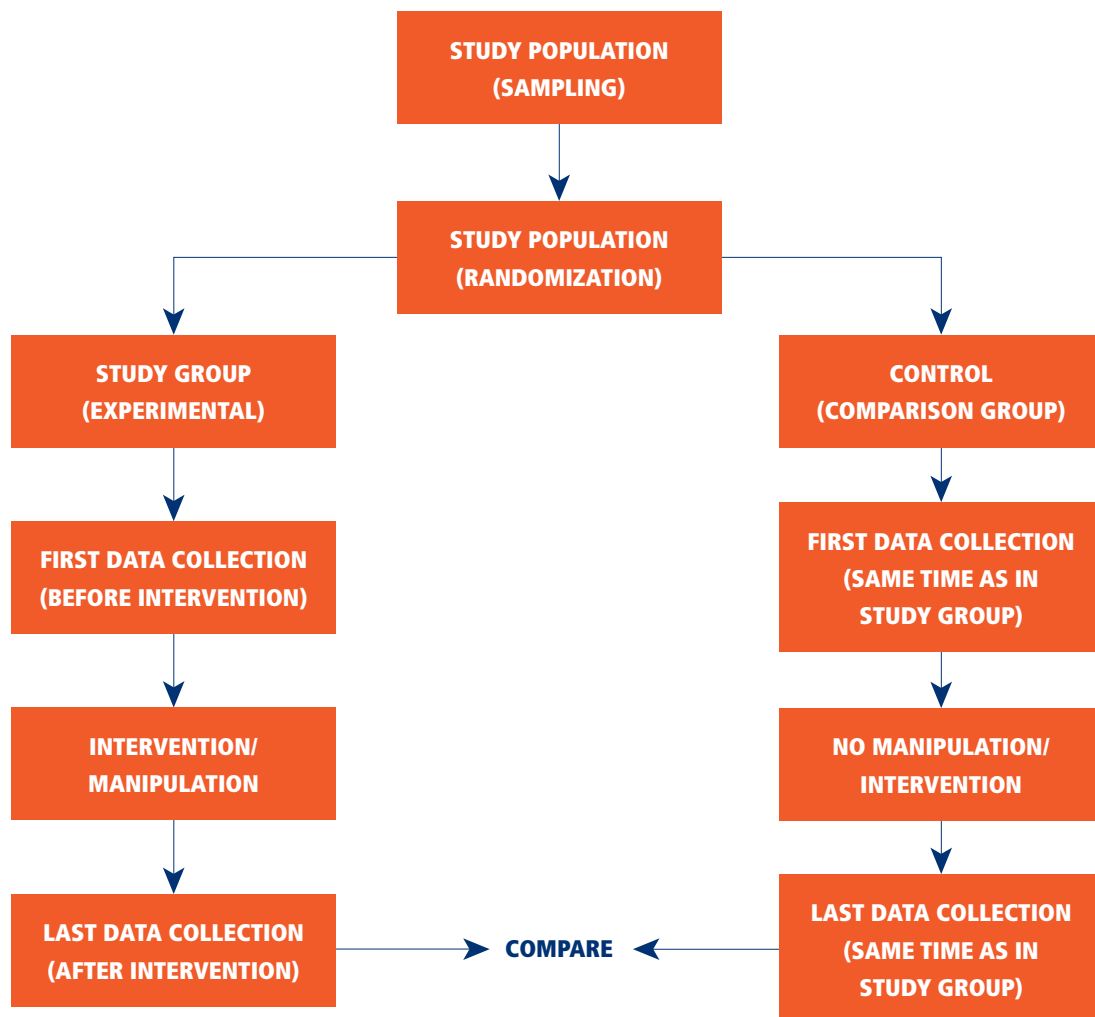 STUDY POPULATION
(SAMPLING)
STUDY POPULATION
(RANDOMIZATION)
STUDY GROUP
(EXPERIMENTAL)
CONTROL
(COMPARISON GROUP)
FIRST DATA COLLECTION
(BEFORE INTERVENTION)
FIRST DATA COLLECTION
(SAME TIME AS IN
STUDY GROUP)
INTERVENTION/
MANIPULATION
NO MANIPULATION/
INTERVENTION
LAST DATA COLLECTION
(AFTER INTERVENTION)
COMPARE
LAST DATA COLLECTION
(SAME TIME AS IN
STUDY GROUP)